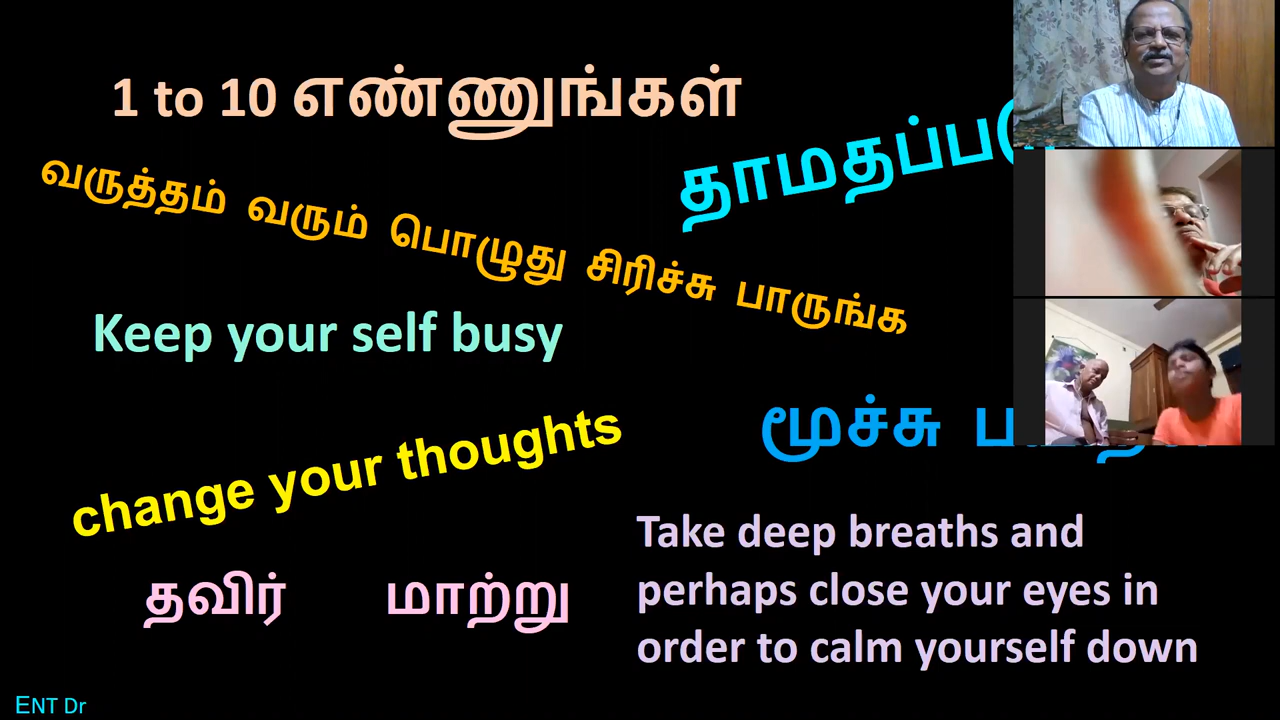 1 to 10 எண்ணுங்கள்
வருத்தம் வரும் பொழுது சிரிச்சு பாருங்க
Keep your self busy
மூச்சு
change your thoughts
Take deep breaths and
perhaps close your eyes in
order to calm yourself down
தவிர் மாற்று
ENT Dr